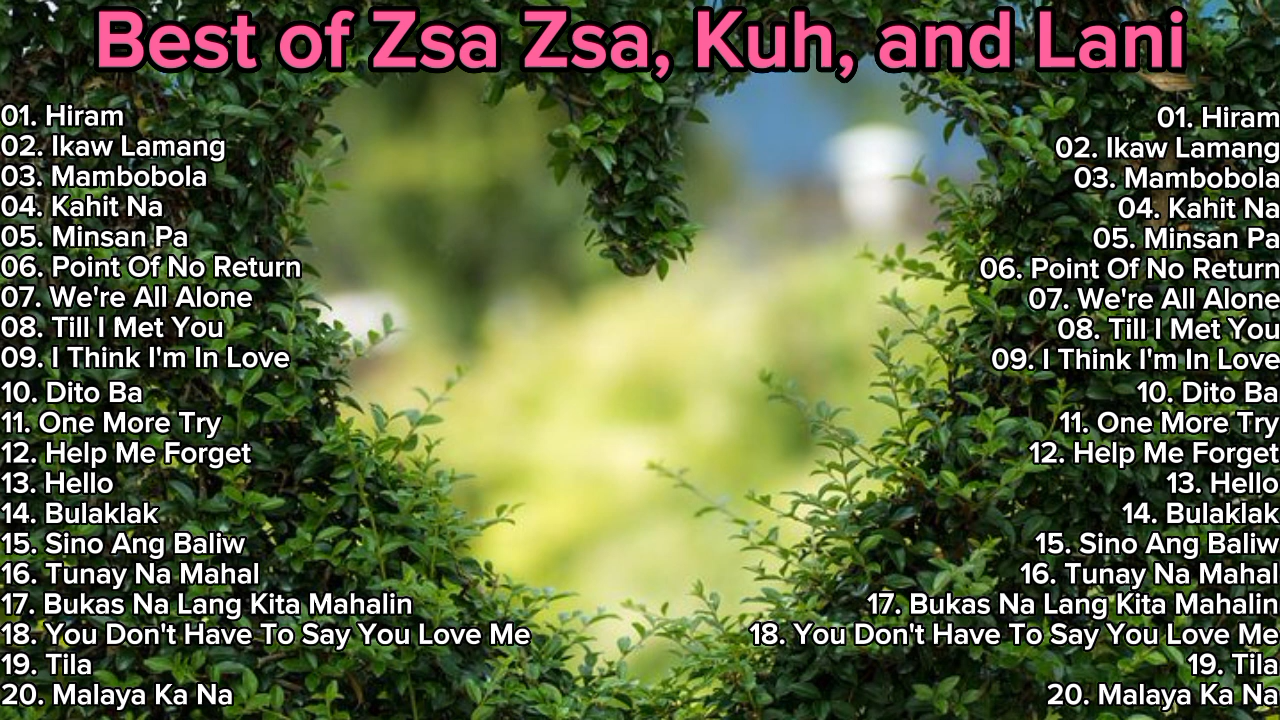 Best of Zsa Zsa, Kuh, and Lani
01. Hiram
02. Ikaw Lamang
03. Mambobola
04. Kahit Na
05. Minsan Pa
06. Point Of No Return
07. We're All Alone
08. Till I Met You
09. I Think I'm In Love
10. Dito Ba
11. One More Try
12. Help Me Forget
13. Hello
14. Bulaklak
15. Sino Ang Baliw
16. Tunay Na Mahal
17. Bukas Na Lang Kita Mahalin
18. You Don't Have To Say You Love Me
19. Tila
20. Malaya Ka Na
01. Hiram
02. Ikaw Lamang
03. Mambobola
04. Kahit Na
05. Minsan Pa
06. Point Of No Return
07. We're All Alone
08. Till I Met You
09. I Think I'm In Love
10. Dito Ba
11. One More Try
12. Help Me Forget
13. Hello
14. Bulaklak
15. Sino Ang Baliw
16. Tunay Na Mahal
17. Bukas Na Lang Kita Mahalin
18. You Don't Have To Say You Love Me
19. Tila
20. Malaya Ka Na